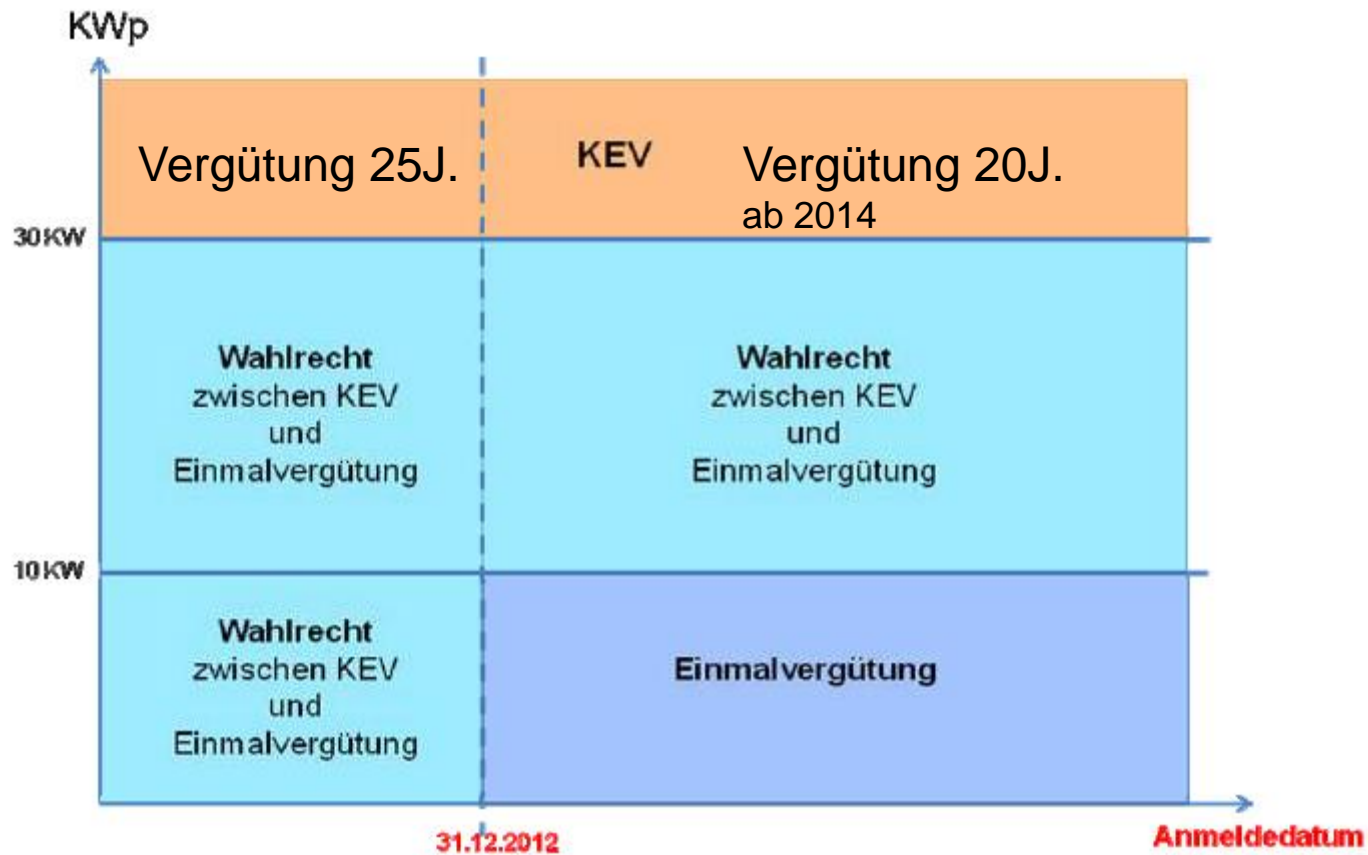 KWp
Vergütung 25J.
KEV
Vergütung 20J.
ab 2014
30KW
Wahlrecht
zwischen KEV
und
Einmalvergütung
Wahlrecht
zwischen KEV
und
Einmalvergütung
10KW
Wahlrecht
zwischen KEV
und
Einmalvergütung
Einmalvergütung
31.12.2012
Anmeldedatum